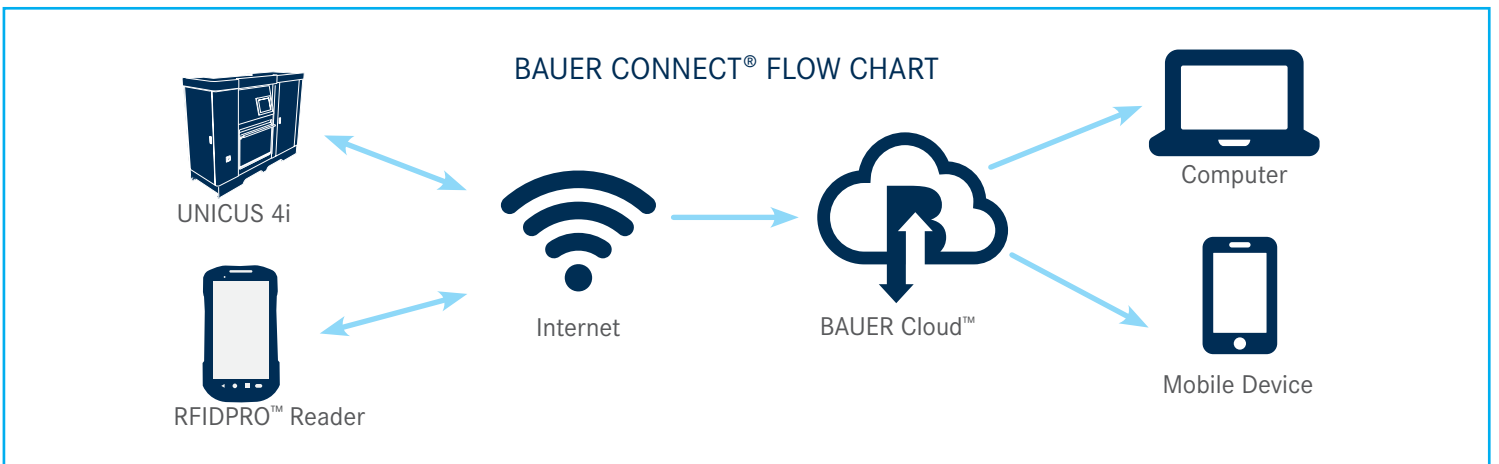 BAUER CONNECT® FLOW CHART
UNICUS 4i
RFIDPRO™ Reader
Internet
B
BAUER Cloud™
Computer
Mobile Device